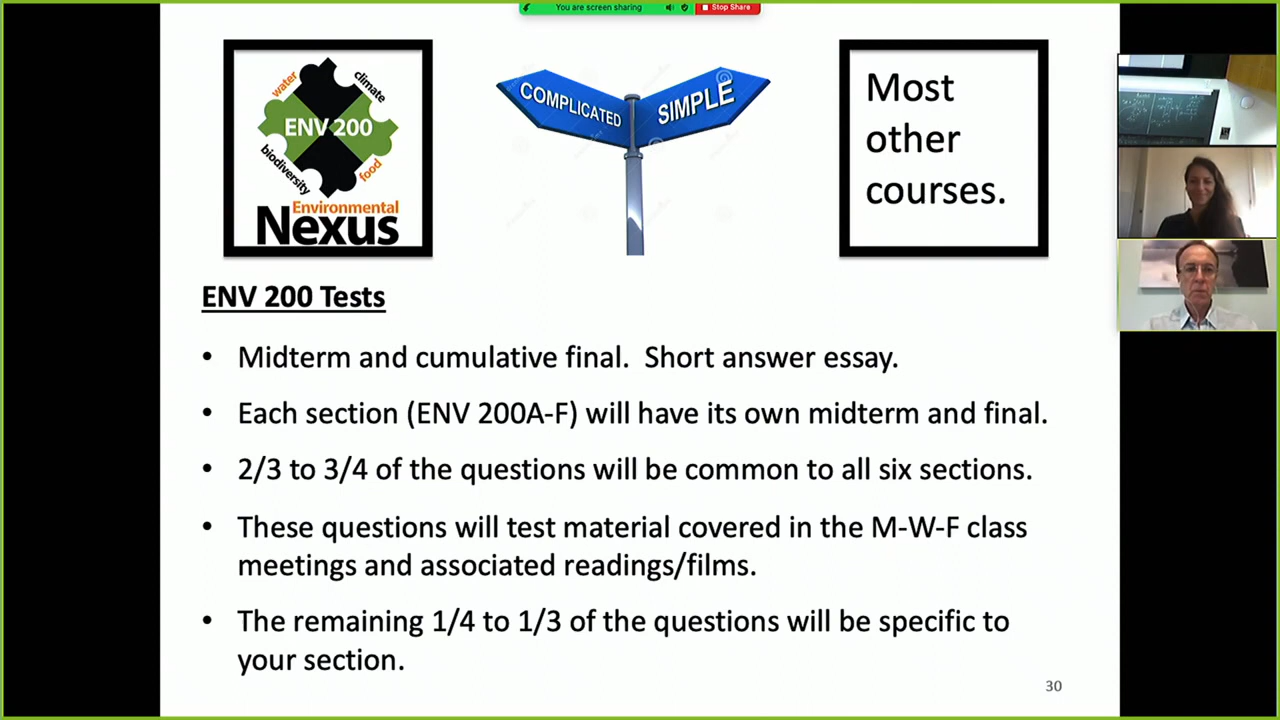 You are screen sharing
Stop Share
water
climate
ENV 200
biodiversity
food
Environmental
Nexus
COMPLICATED
SIMPLE
Most
other
courses.
ENV 200 Tests
• Midterm and cumulative final. Short answer essay.
• Each section (ENV 200A-F) will have its own midterm and final.
• 2/3 to 3/4 of the questions will be common to all six sections.
• These questions will test material covered in the M-W-F class
meetings and associated readings/films.
• The remaining 1/4 to 1/3 of the questions will be specific to
your section.
30